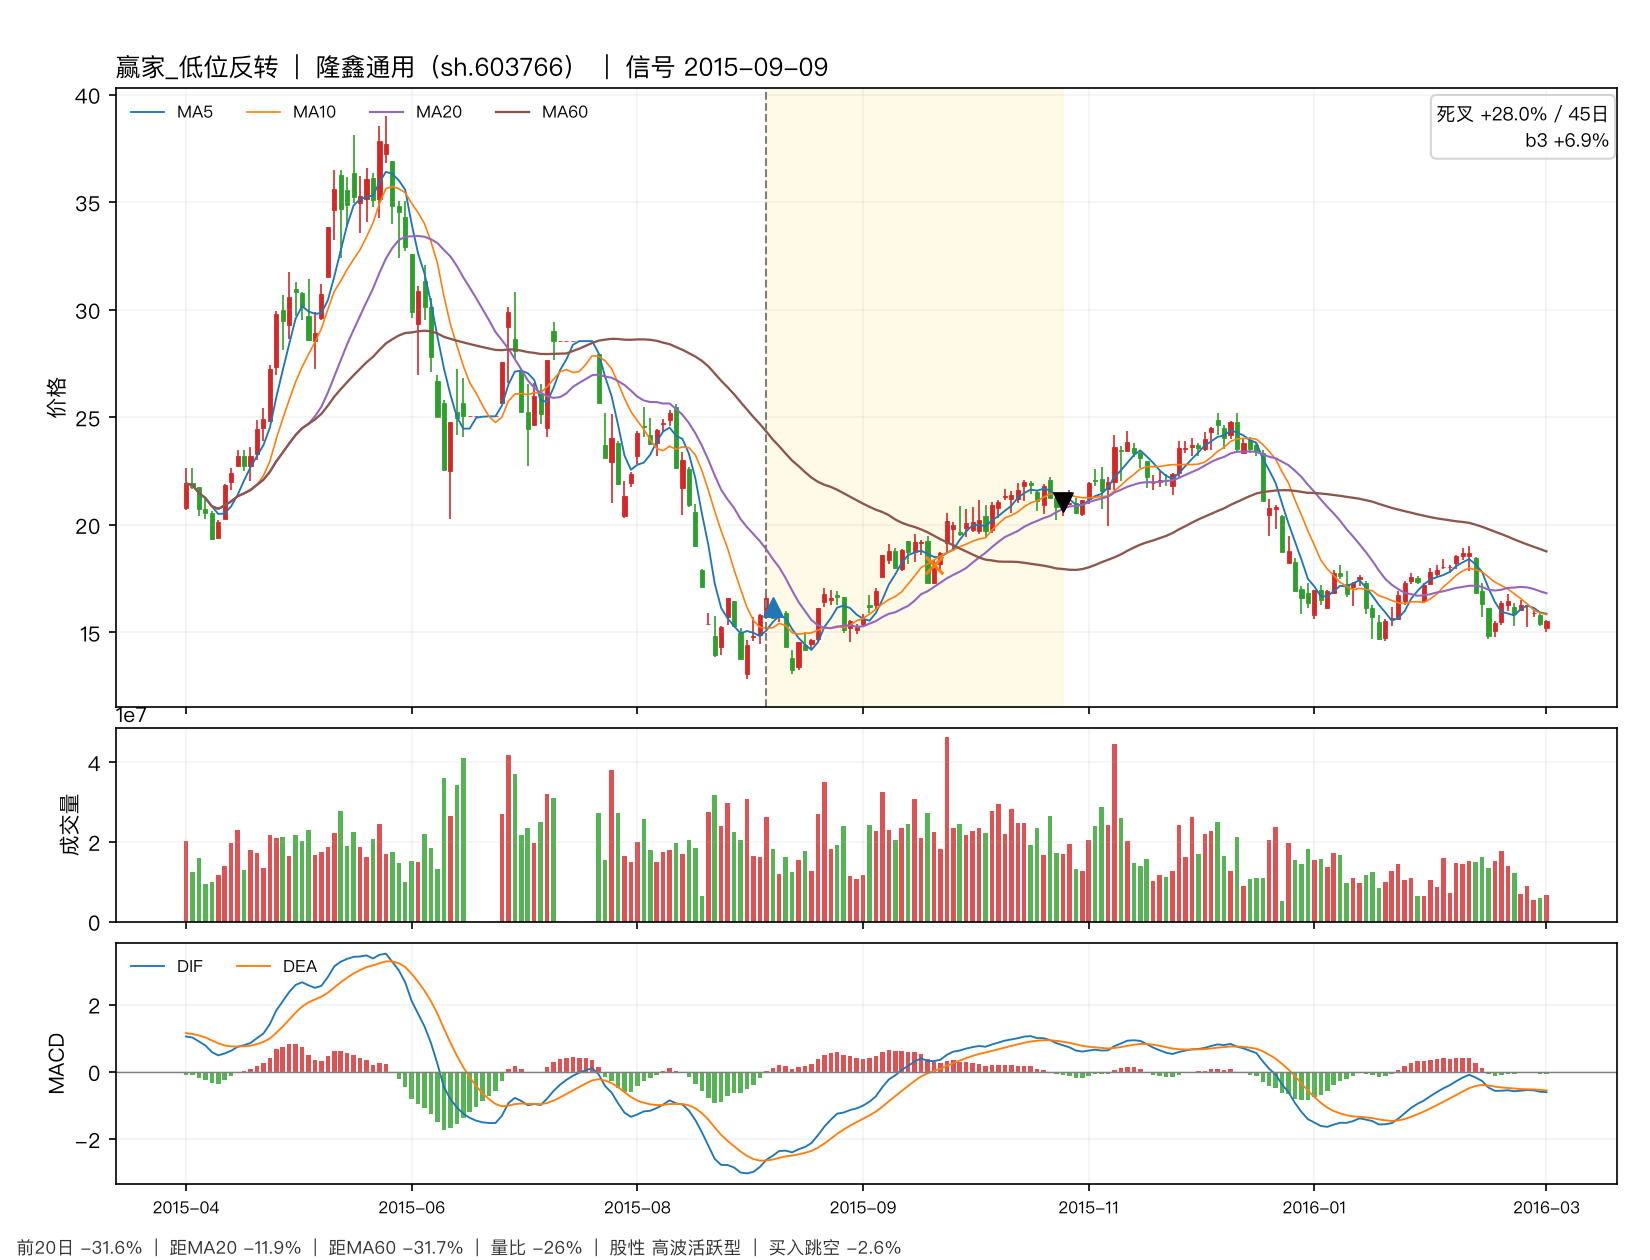 赢家_低位反转 | 隆鑫通用（sh.603766） | 信号 2015-09-09
MA5 MA10 MA20 MA60
死叉 +28.0% / 45日
b3 +6.9%
40
35
30
25
20
15
价格
1e7
4
2
0
成交量
DIF DEA
2
0
−2
MACD
2015-04 2015-06 2015-08 2015-09 2015-11 2016-01 2016-03
前20日 -31.6% | 距MA20 -11.9% | 距MA60 -31.7% | 量比 -26% | 股性 高波活跃型 | 买入跳空 -2.6%